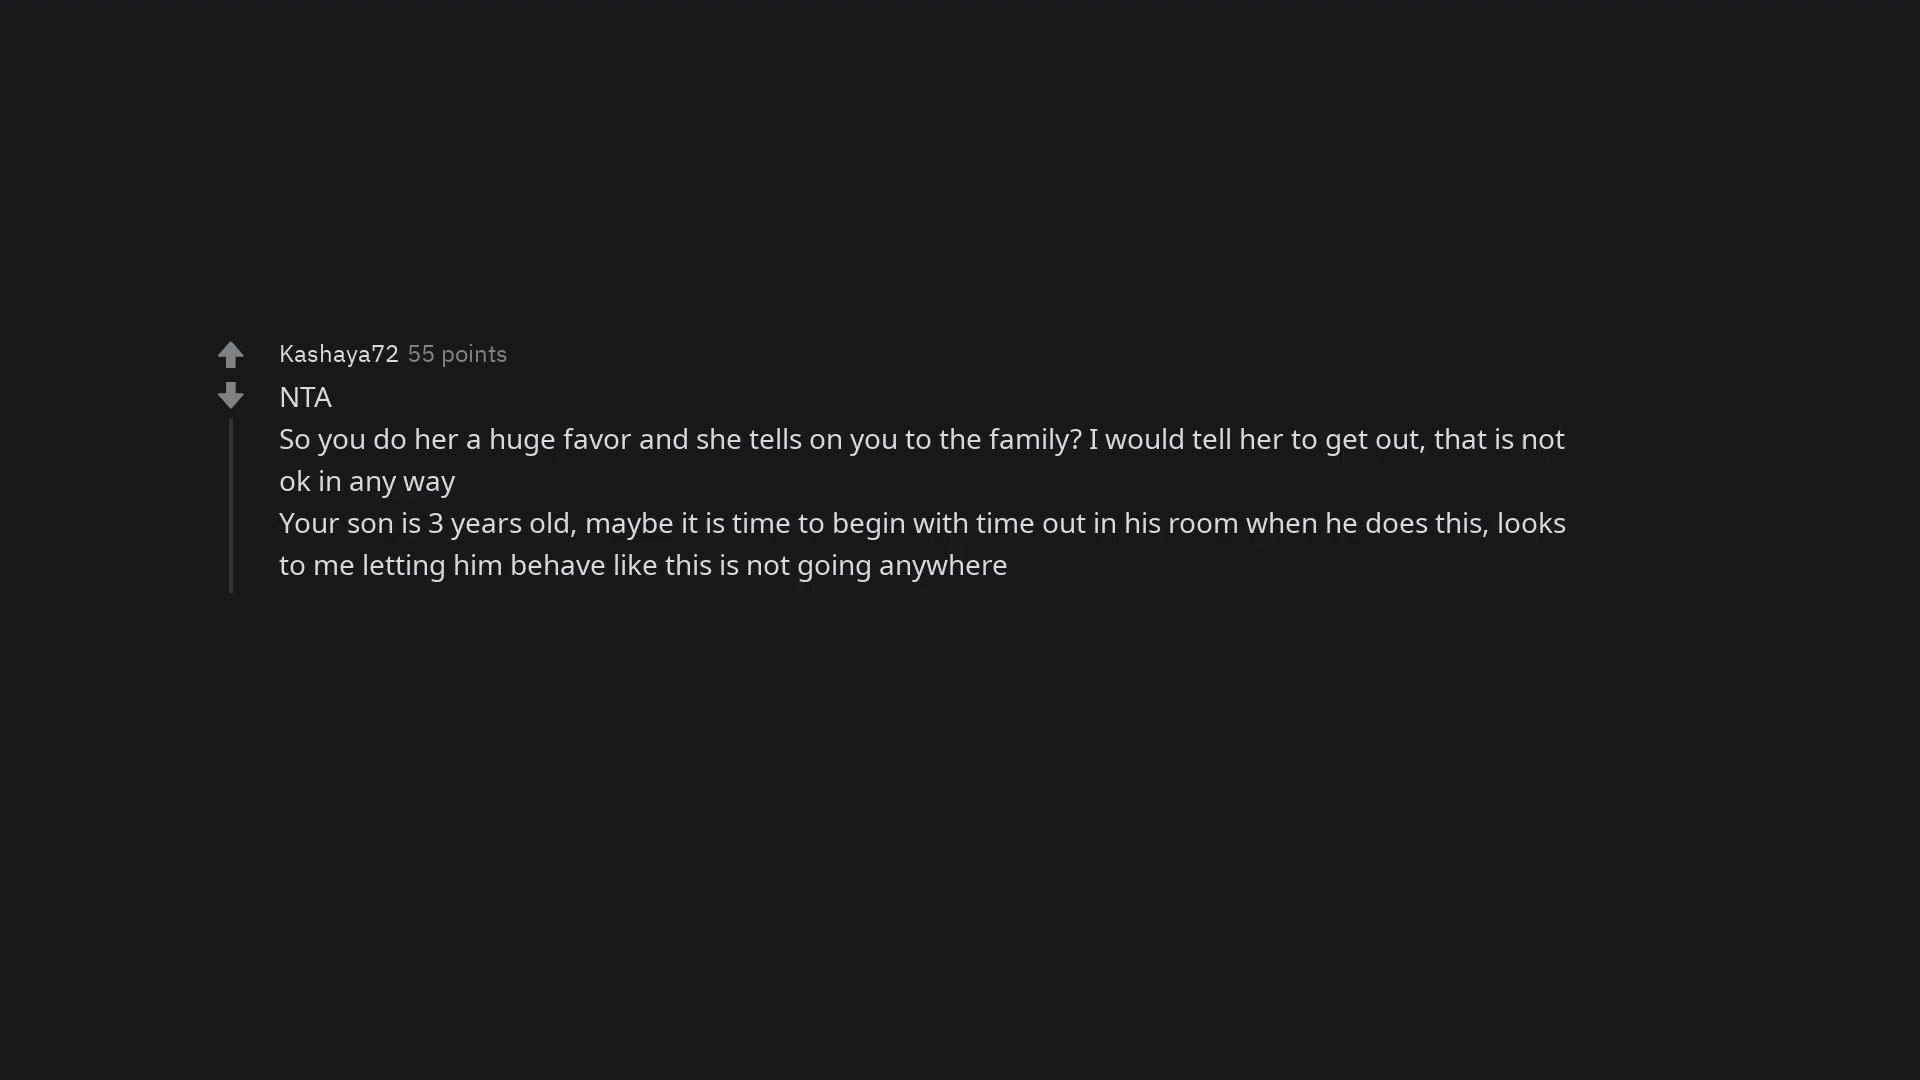 Kashaya72 55 points
NTA
So you do her a huge favor and she tells on you to the family? I would tell her to get out, that is not
ok in any way
Your son is 3 years old, maybe it is time to begin with time out in his room when he does this, looks
to me letting him behave like this is not going anywhere